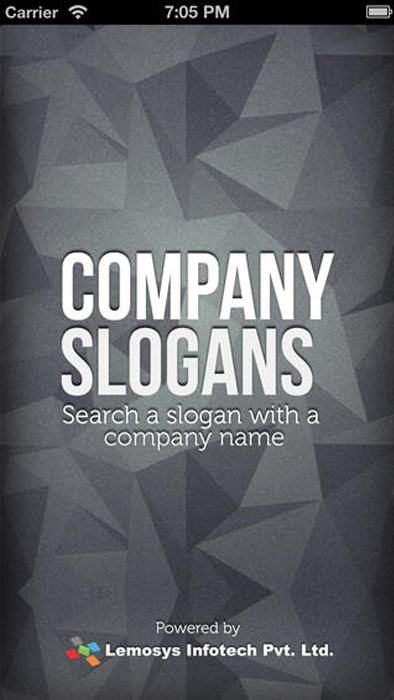 Carrier 7:05 PM
COMPANY
SLOGANS
Search a slogan with a
company name
Powered by
Lemosys Infotech Pvt. Ltd.